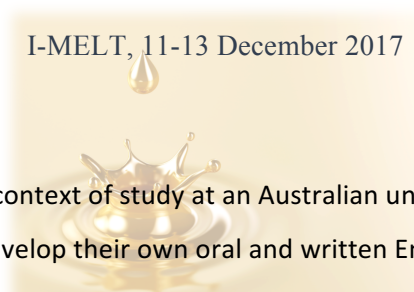 I-MELT, 11-13 December 2017
context of study at an Australian un
velop their own oral and written En